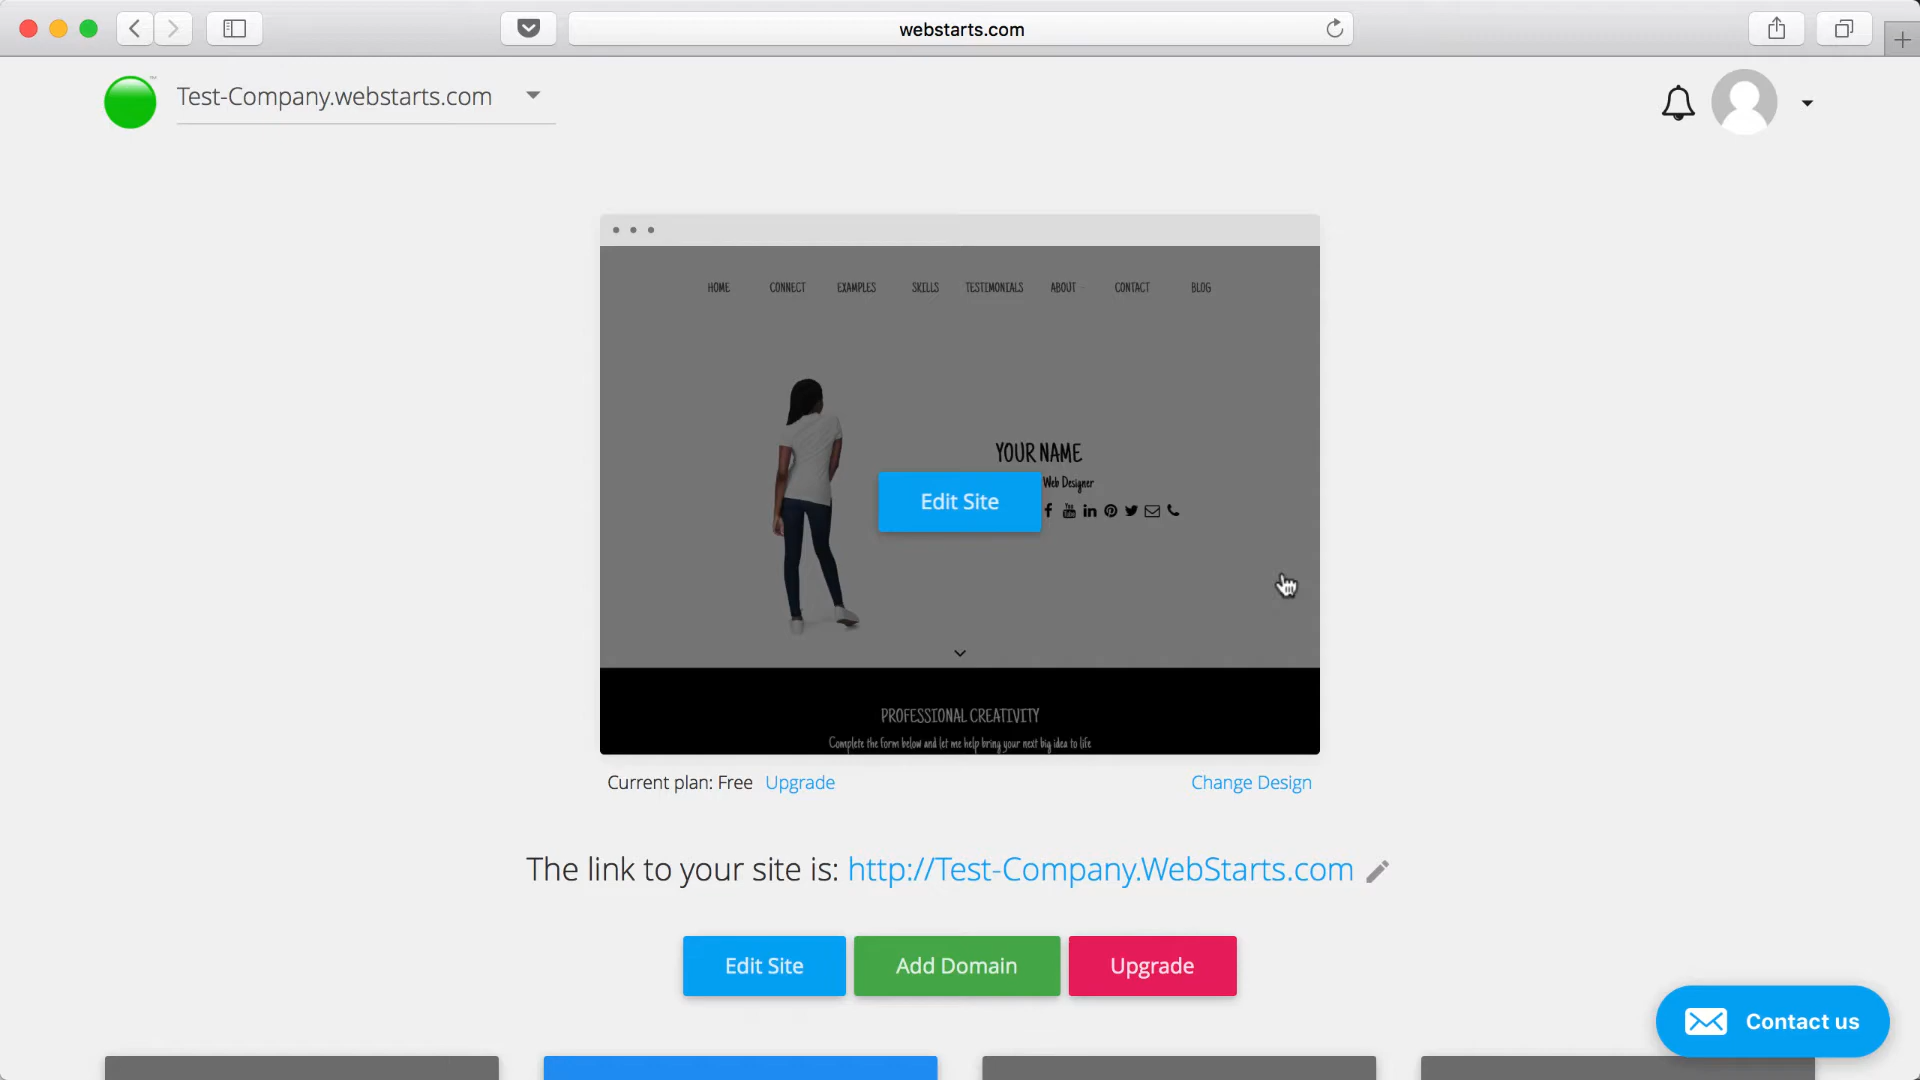 webstarts.com
Test-Company.webstarts.com
HOME CONNECT EXAMPLES SKILLS TESTIMONIALS ABOUT CONTACT BLOG
YOUR NAME
Web Designer
Edit Site
PROFESSIONAL CREATIVITY
Complete the form below and let me help bring your next big idea to life
Current plan: Free Upgrade
Change Design
The link to your site is: http://Test-Company.WebStarts.com
Edit Site
Add Domain
Upgrade
Contact us